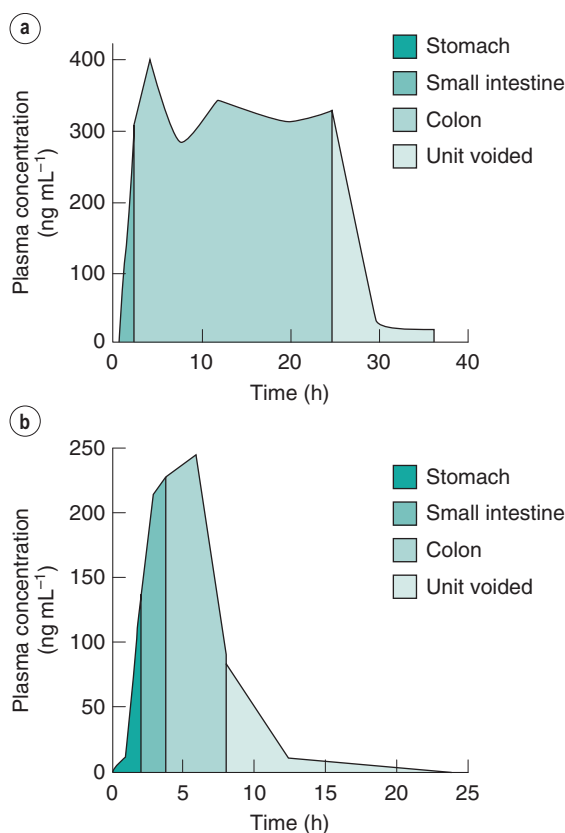 a
Plasma concentration
(ng mL⁻¹)
400
300
200
100
0
0 10 20 30 40
Time (h)
Stomach
Small intestine
Colon
Unit voided
b
Plasma concentration
(ng mL⁻¹)
250
200
150
100
50
0
0 5 10 15 20 25
Time (h)
Stomach
Small intestine
Colon
Unit voided